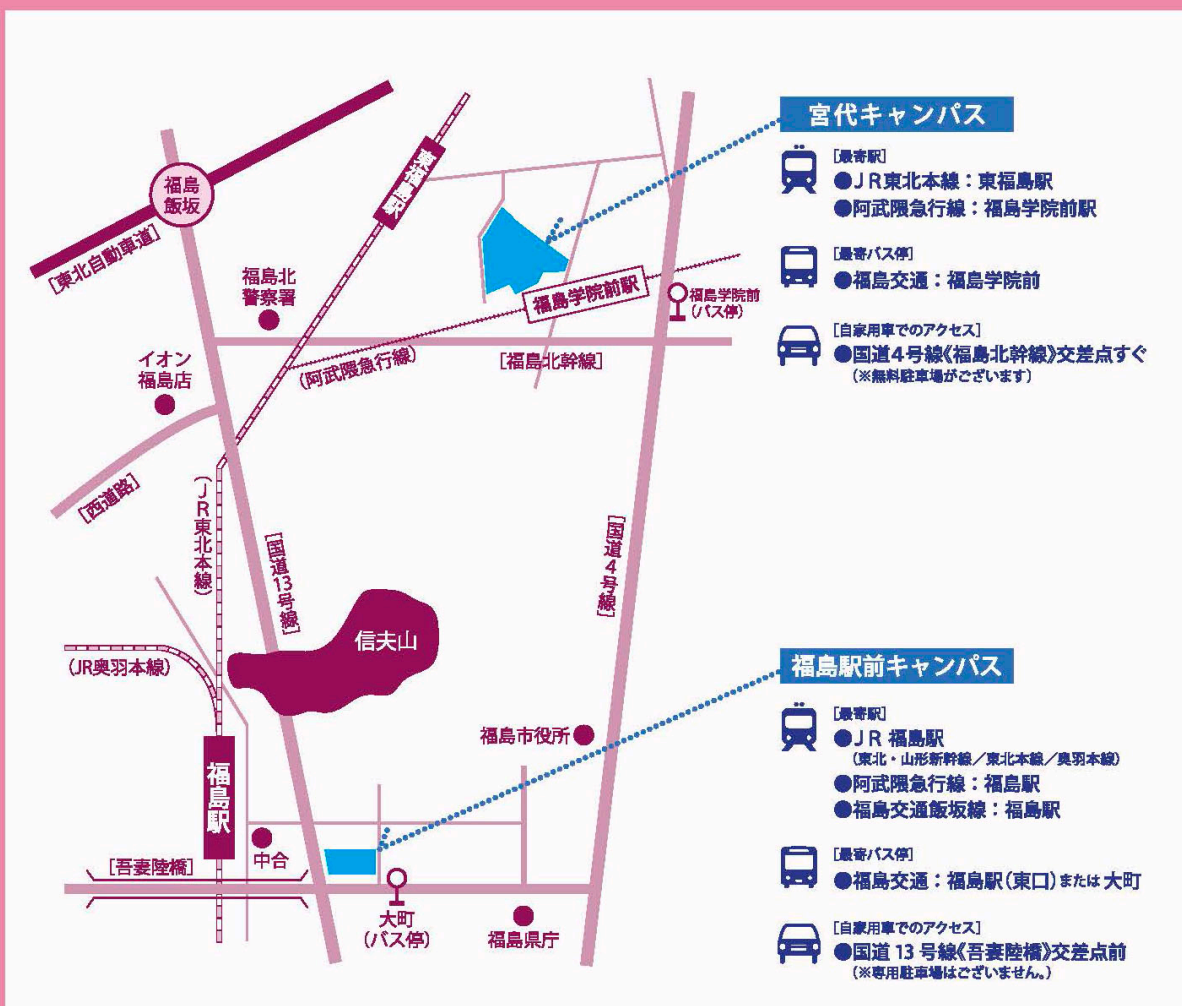 福島
飯坂
[東北自動車道]
東福島駅
福島北
警察署
福島学院前駅
福島学院前
(バス停)
イオン
福島店
(阿武隈急行線)
[福島北幹線]
[西道路]
(JR東北本線)
[国道13号線]
[国道4号線]
信夫山
(JR奥羽本線)
福島市役所
福島駅
中合
[吾妻陸橋]
大町
(バス停)
福島県庁
宮代キャンパス
[最寄駅]
●JR東北本線：東福島駅
●阿武隈急行線：福島学院前駅
[最寄バス停]
●福島交通：福島学院前
[自家用車でのアクセス]
●国道4号線《福島北幹線》交差点すぐ
(※無料駐車場がございます)
福島駅前キャンパス
[最寄駅]
●JR 福島駅
(東北・山形新幹線／東北本線／奥羽本線)
●阿武隈急行線：福島駅
●福島交通飯坂線：福島駅
[最寄バス停]
●福島交通：福島駅(東口)または大町
[自家用車でのアクセス]
●国道 13 号線《吾妻陸橋》交差点前
(※専用駐車場はございません。)